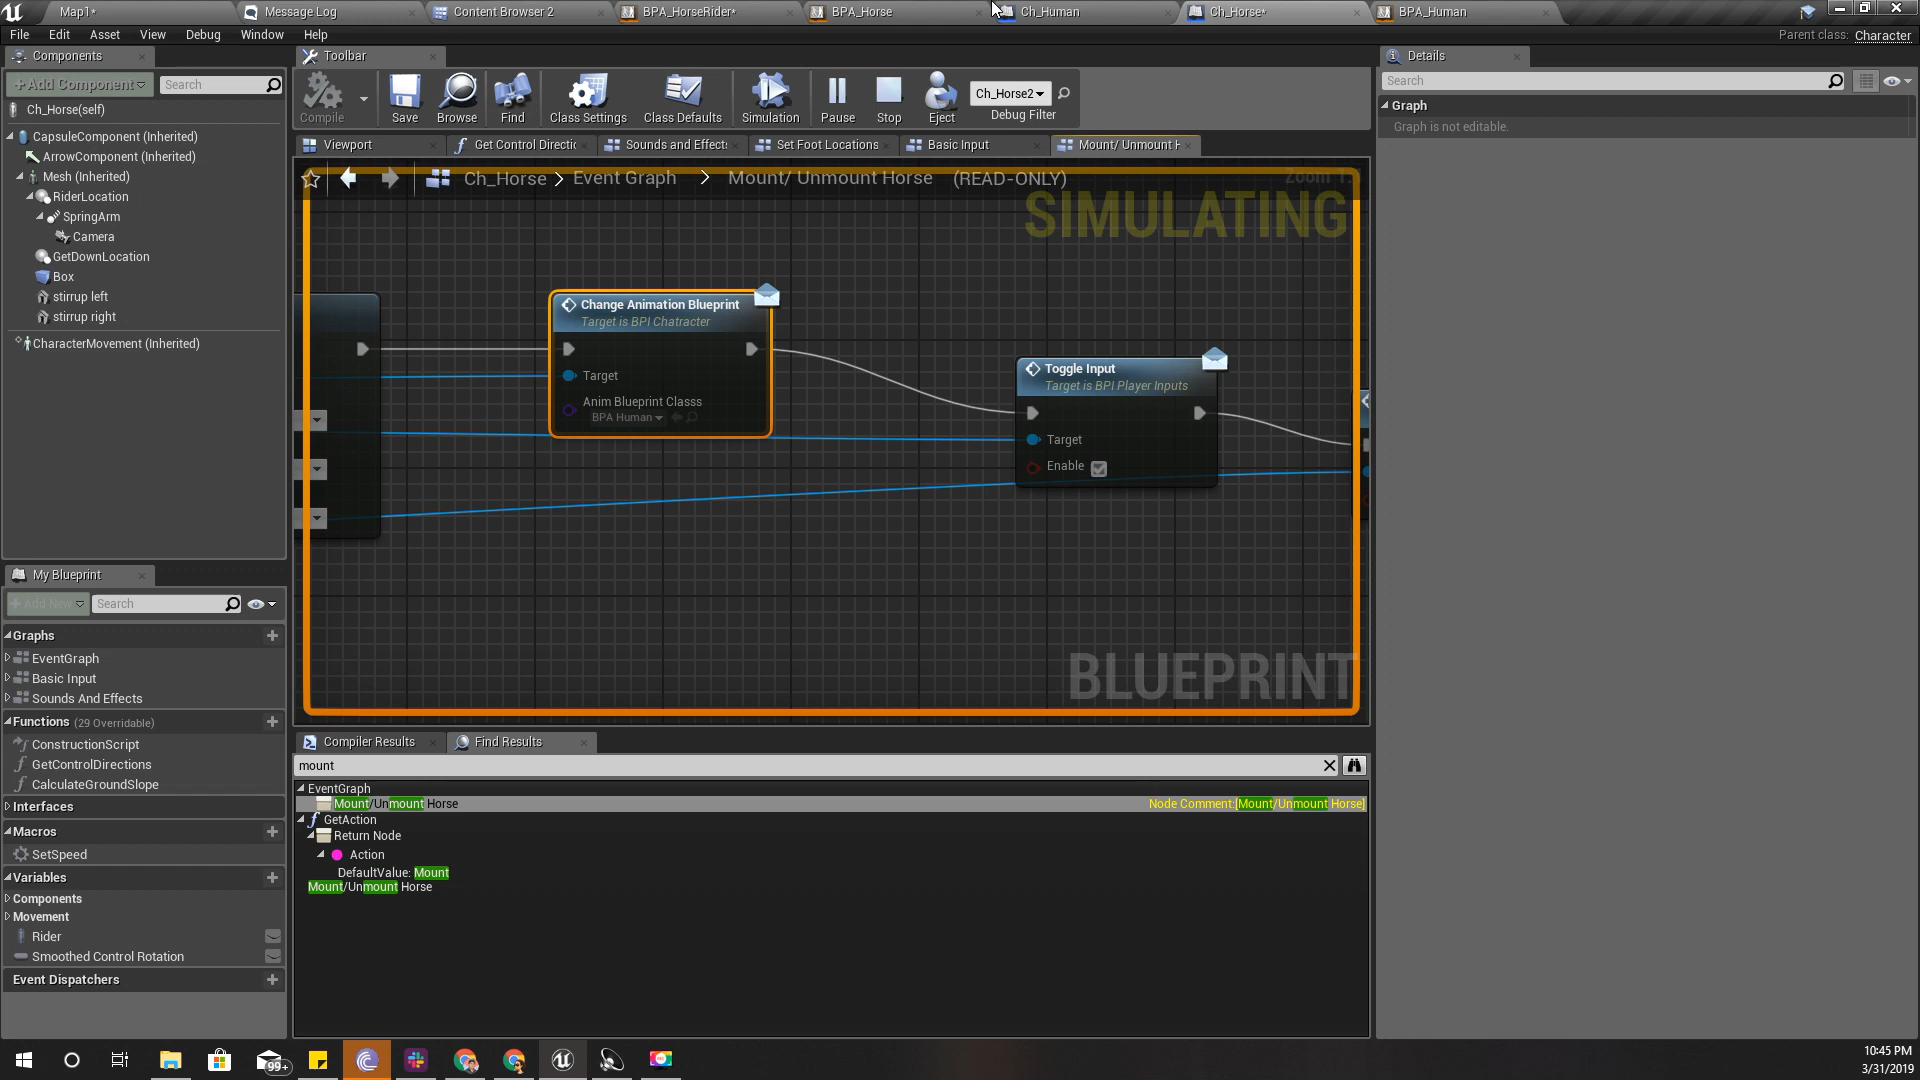 Map1*
Message Log
Content Browser 2
BPA_HorseRider*
BPA_Horse
Ch_Human
Ch_Horse*
BPA_Human
File Edit Asset View Debug Window Help
Parent class: Character
Components
Toolbar
Details
+Add Component
Search
Search
Ch_Horse(self)
Graph
Graph is not editable.
Compile
Save
Browse
Find
Class Settings
Class Defaults
Simulation
Pause
Stop
Eject
Ch_Horse2
Debug Filter
CapsuleComponent (Inherited)
ArrowComponent (Inherited)
Mesh (Inherited)
RiderLocation
SpringArm
Camera
GetDownLocation
Box
stirrup left
stirrup right
CharacterMovement (Inherited)
Viewport
Get Control Directic
Sounds and Effect:
Set Foot Locations
Basic Input
Mount/ Unmount H
Ch_Horse > Event Graph > Mount/ Unmount Horse (READ-ONLY)
SIMULATING
Change Animation Blueprint
Target is BPI Chatracter
Target
Anim Blueprint Classs
BPA Human
Toggle Input
Target is BPI Player Inputs
Target
Enable
BLUEPRINT
My Blueprint
+ Add New
Search
Graphs
EventGraph
Basic Input
Sounds And Effects
Functions (29 Overridable)
ConstructionScript
GetControlDirections
CalculateGroundSlope
Interfaces
Macros
SetSpeed
Variables
Components
Movement
Rider
Smoothed Control Rotation
Event Dispatchers
Compiler Results
Find Results
mount
EventGraph
Mount/Unmount Horse
Node Comment:[Mount/Unmount Horse]
GetAction
Return Node
Action
DefaultValue: Mount
Mount/Unmount Horse
99+
10:45 PM
3/31/2019